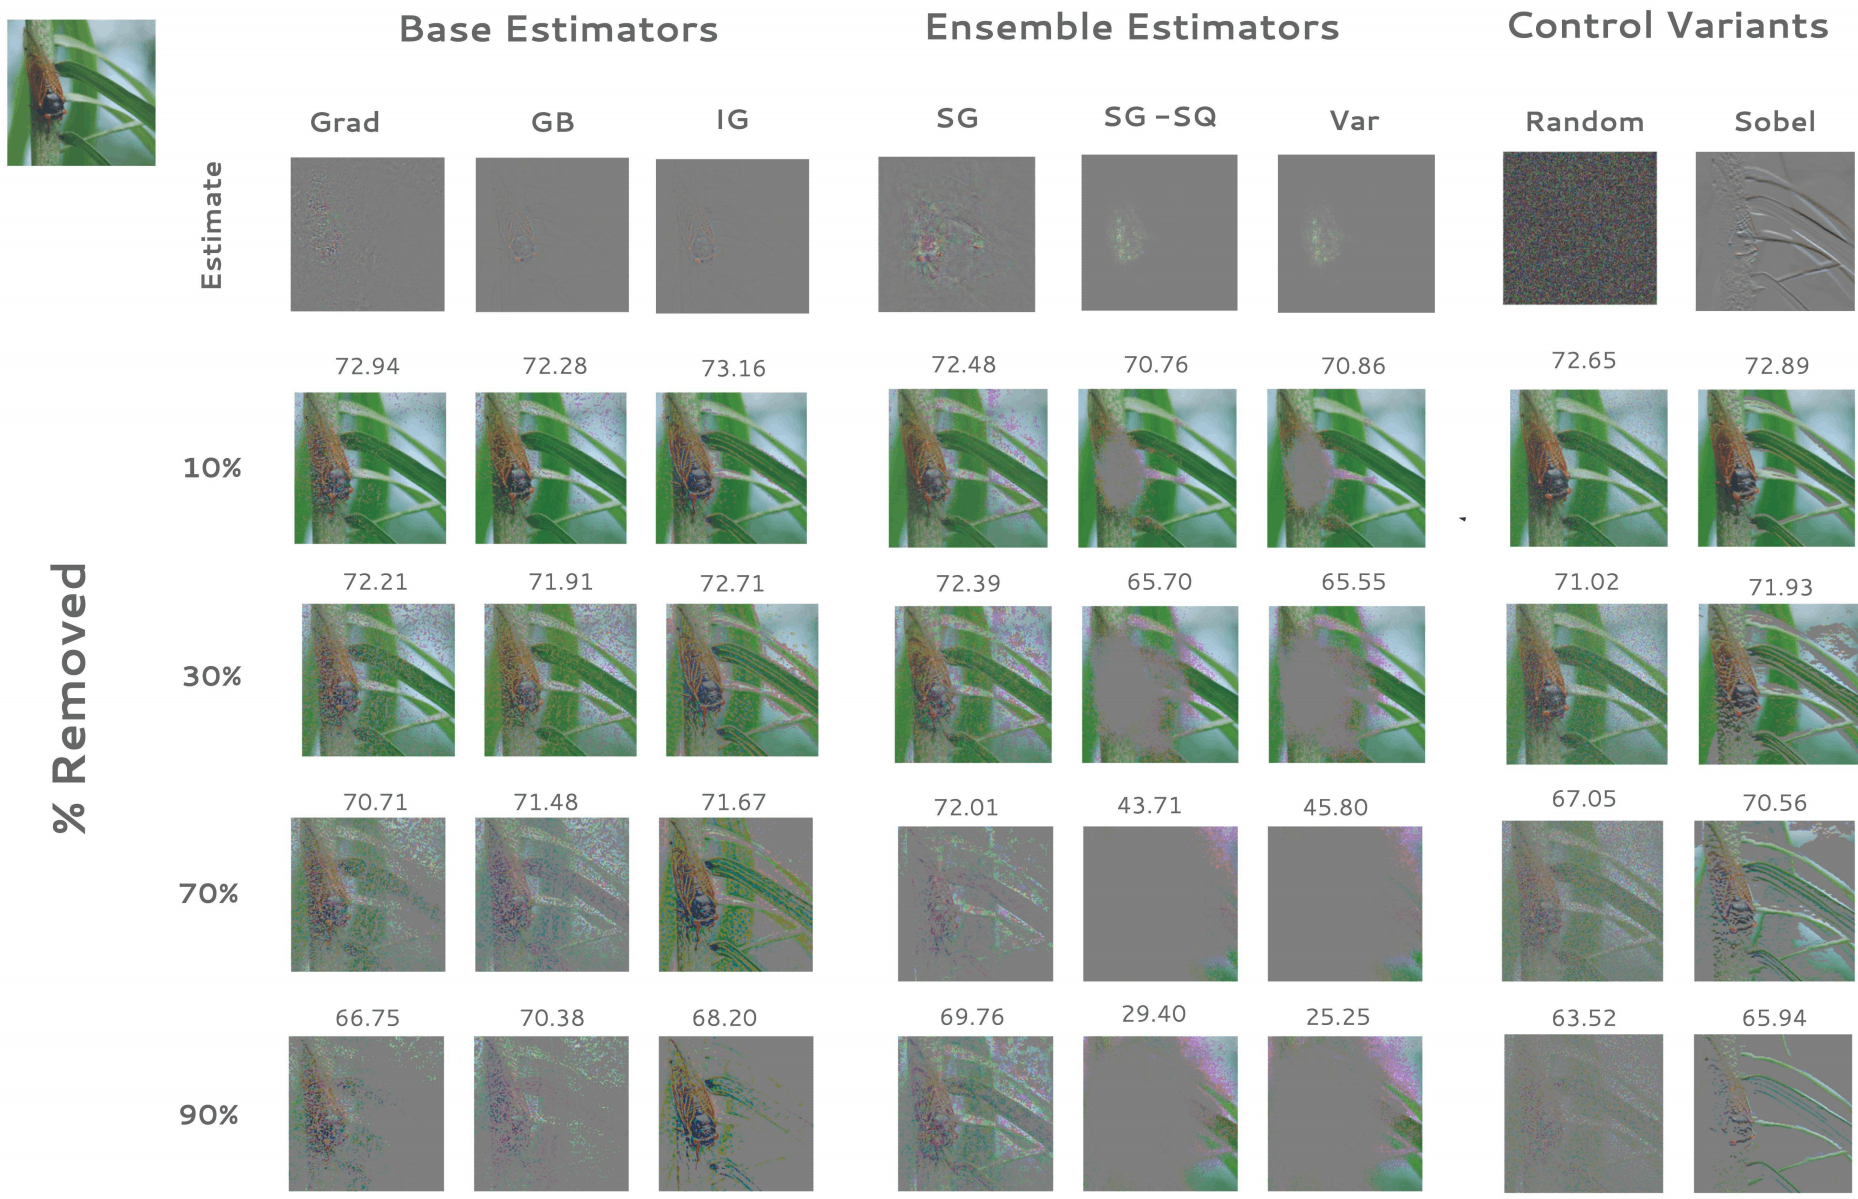 Base Estimators Ensemble Estimators Control Variants
Grad GB IG SG SG-SQ Var Random Sobel
Estimate
72.94 72.28 73.16 72.48 70.76 70.86 72.65 72.89
10%
72.21 71.91 72.71 72.39 65.70 65.55 71.02 71.93
30%
% Removed
70.71 71.48 71.67 72.01 43.71 45.80 67.05 70.56
70%
66.75 70.38 68.20 69.76 29.40 25.25 63.52 65.94
90%